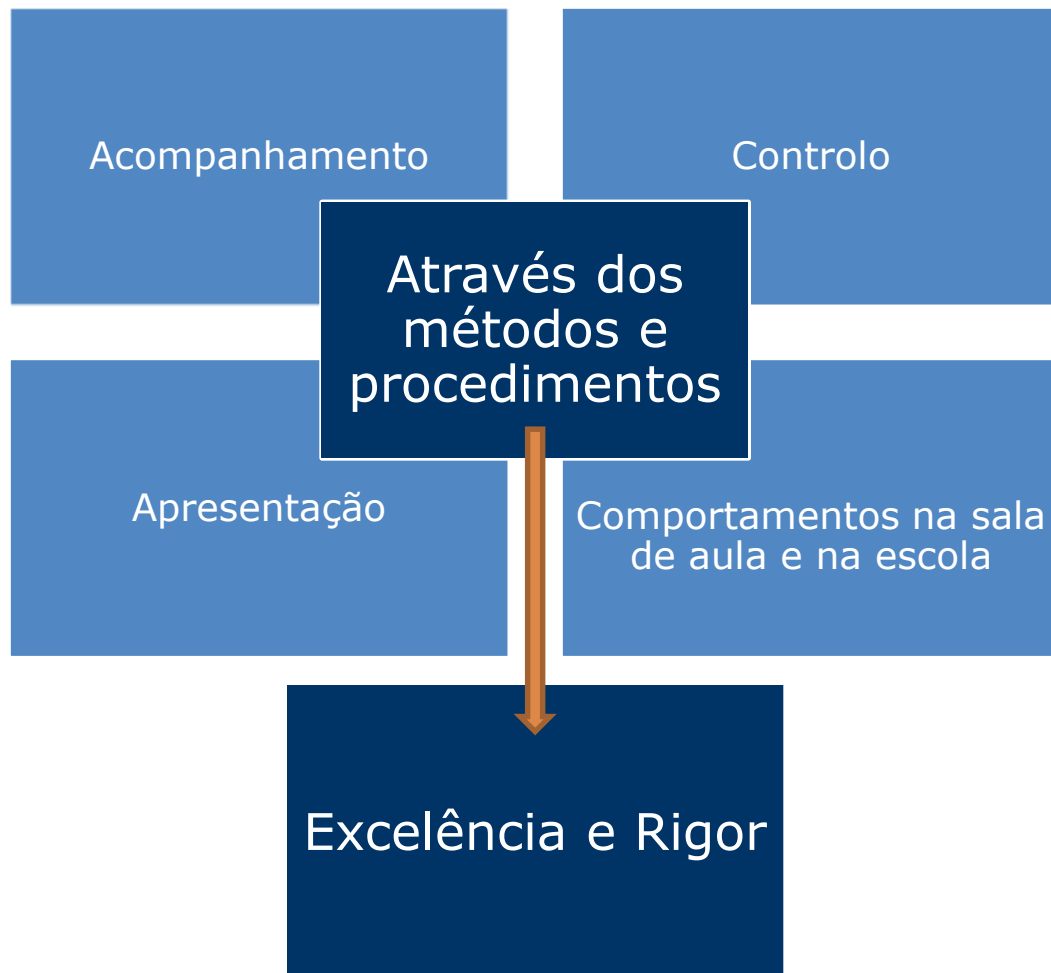 Acompanhamento
Controlo
Através dos
métodos e
procedimentos
Apresentação
Comportamentos na sala
de aula e na escola
Excelência e Rigor